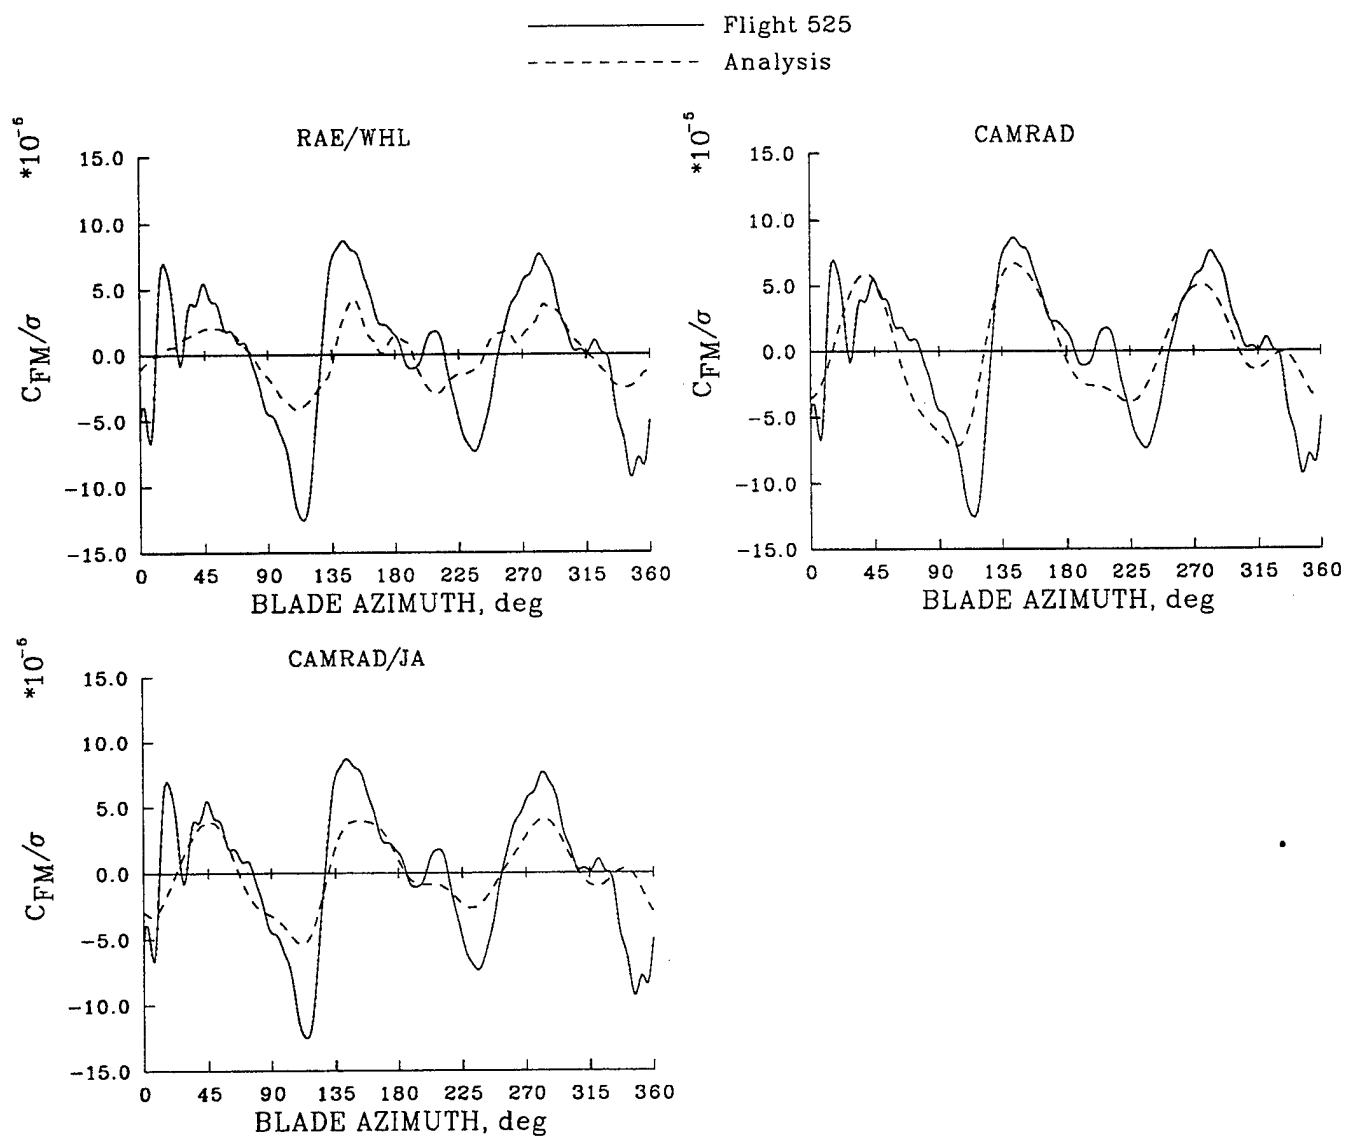 Flight 525
Analysis
RAE/WHL
*10⁻⁵
15.0
10.0
5.0
0.0
−5.0
−10.0
−15.0
C_FM/σ
0 45 90 135 180 225 270 315 360
BLADE AZIMUTH, deg
CAMRAD
*10⁻⁵
15.0
10.0
5.0
0.0
−5.0
−10.0
−15.0
C_FM/σ
0 45 90 135 180 225 270 315 360
BLADE AZIMUTH, deg
CAMRAD/JA
*10⁻⁵
15.0
10.0
5.0
0.0
−5.0
−10.0
−15.0
C_FM/σ
0 45 90 135 180 225 270 315 360
BLADE AZIMUTH, deg